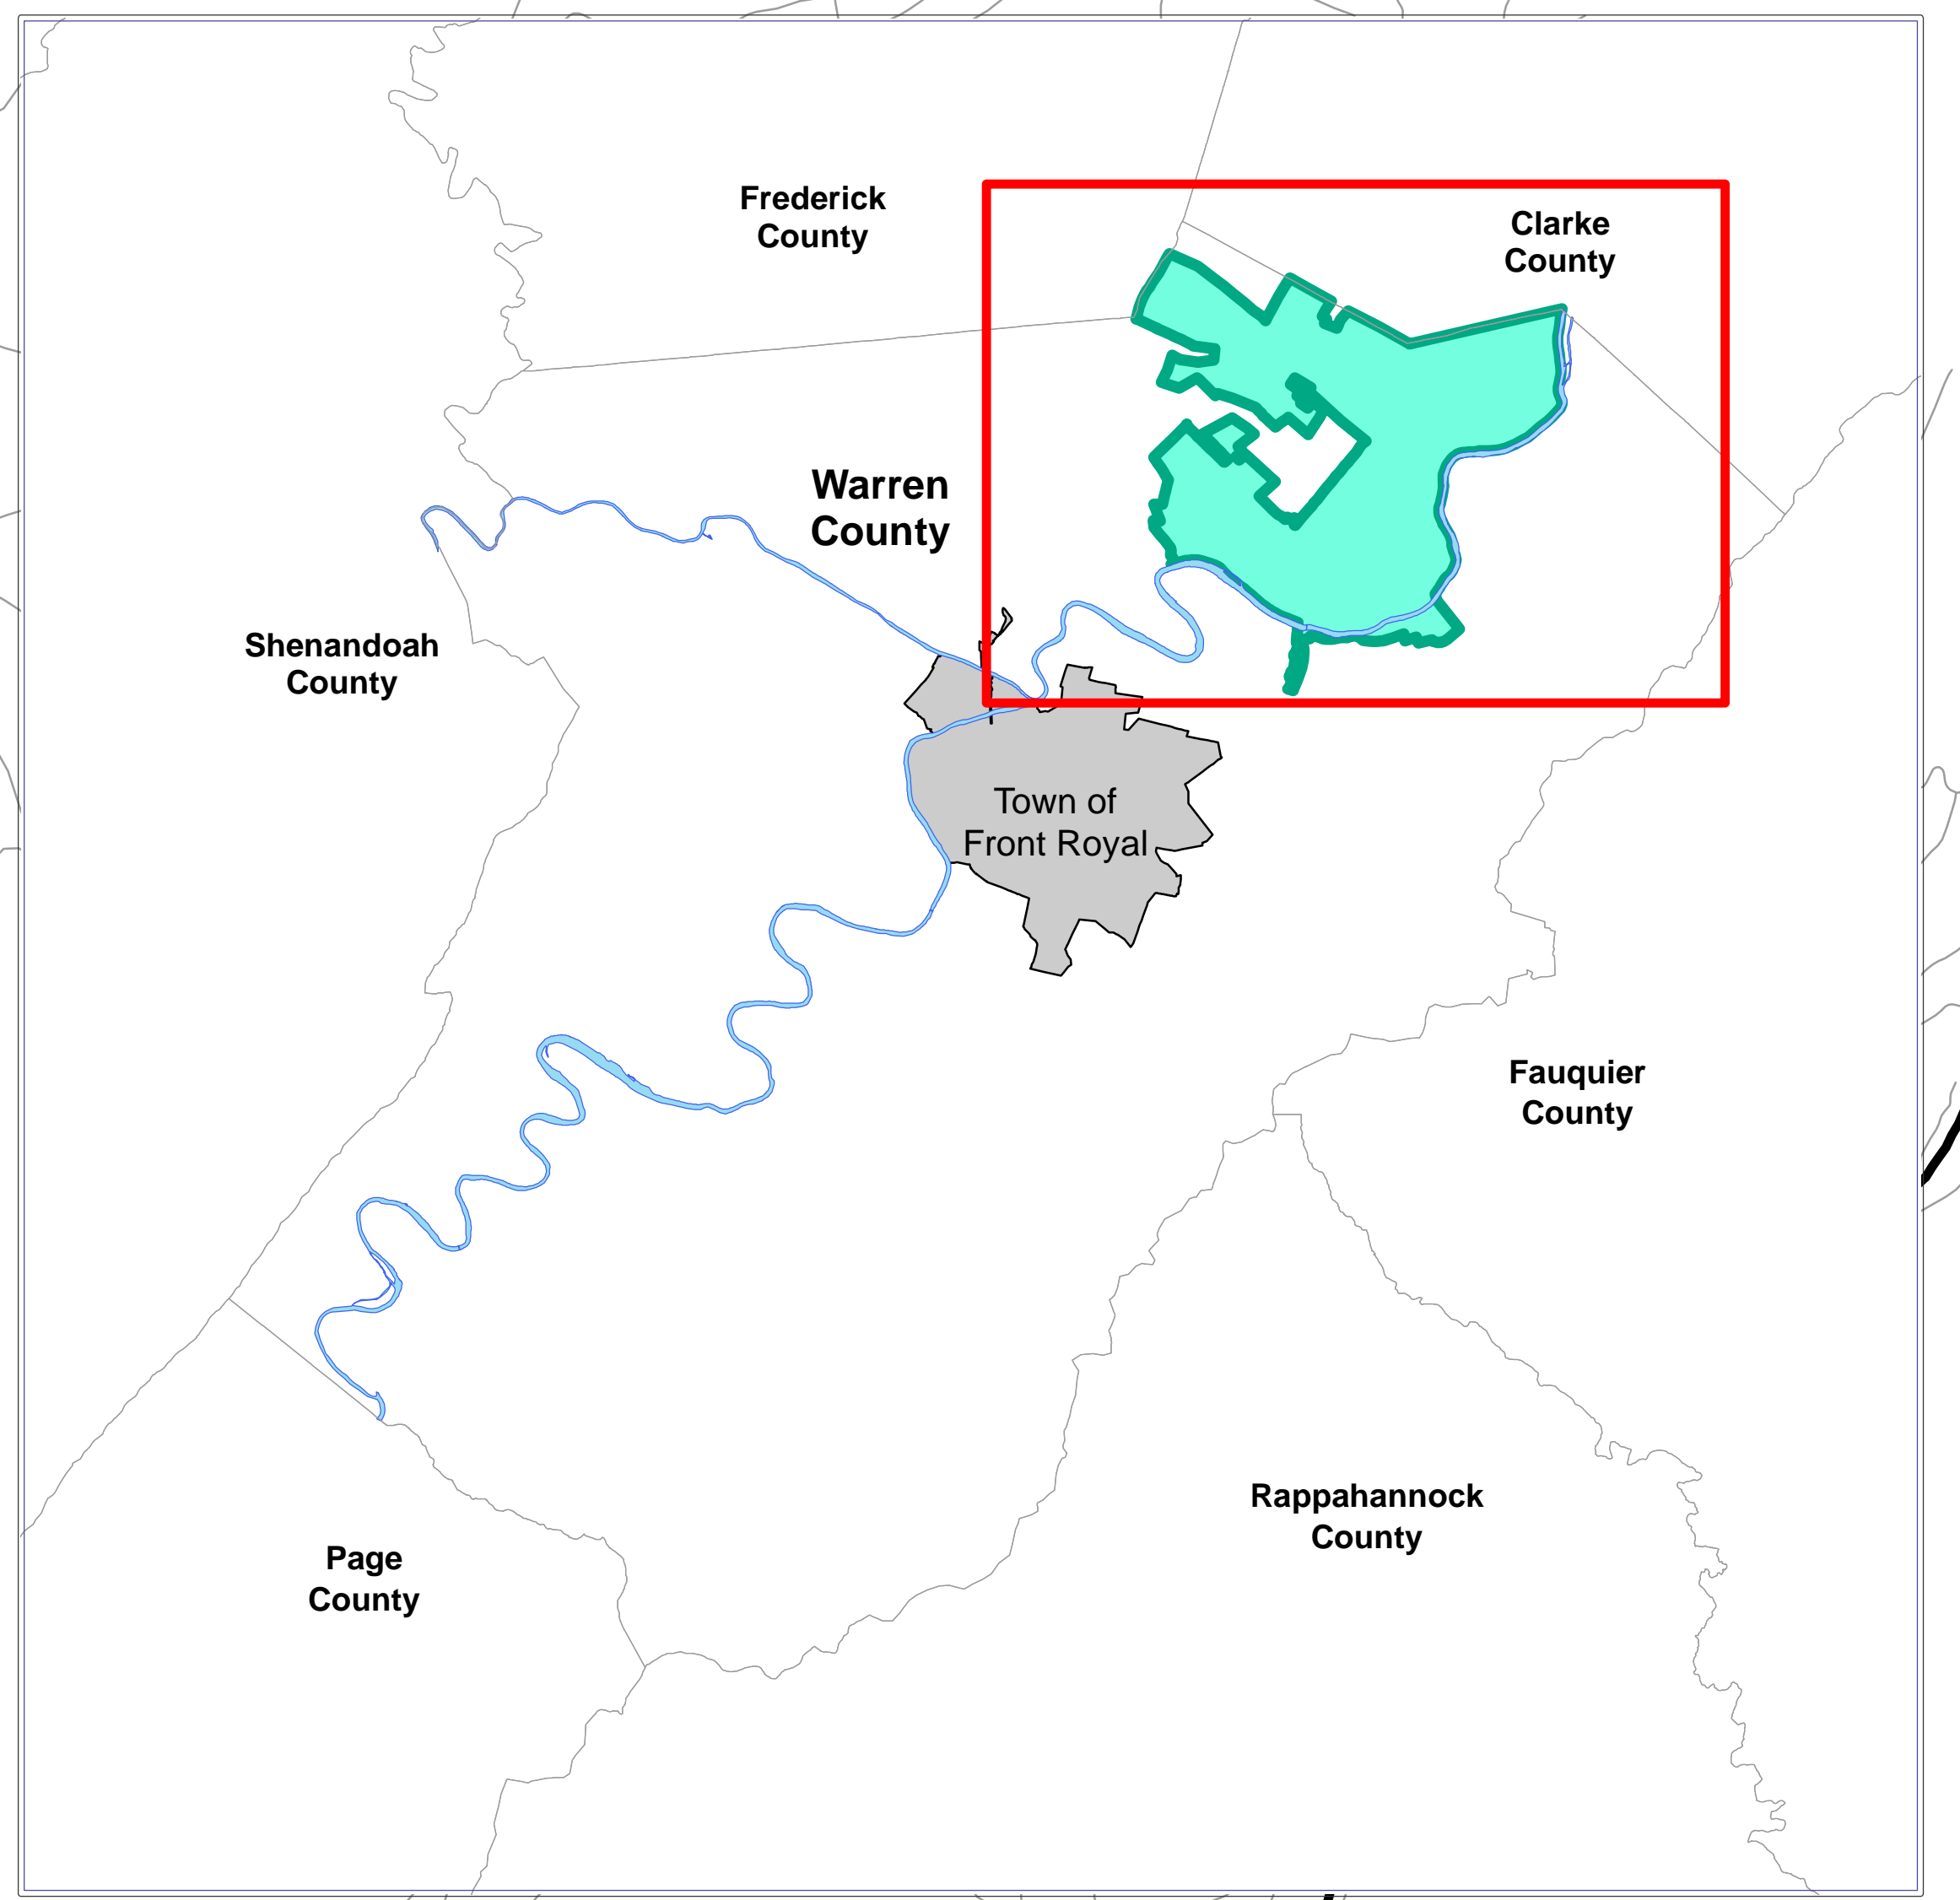 Frederick
County
Clarke
County
Warren
County
Shenandoah
County
Town of
Front Royal
Fauquier
County
Rappahannock
County
Page
County